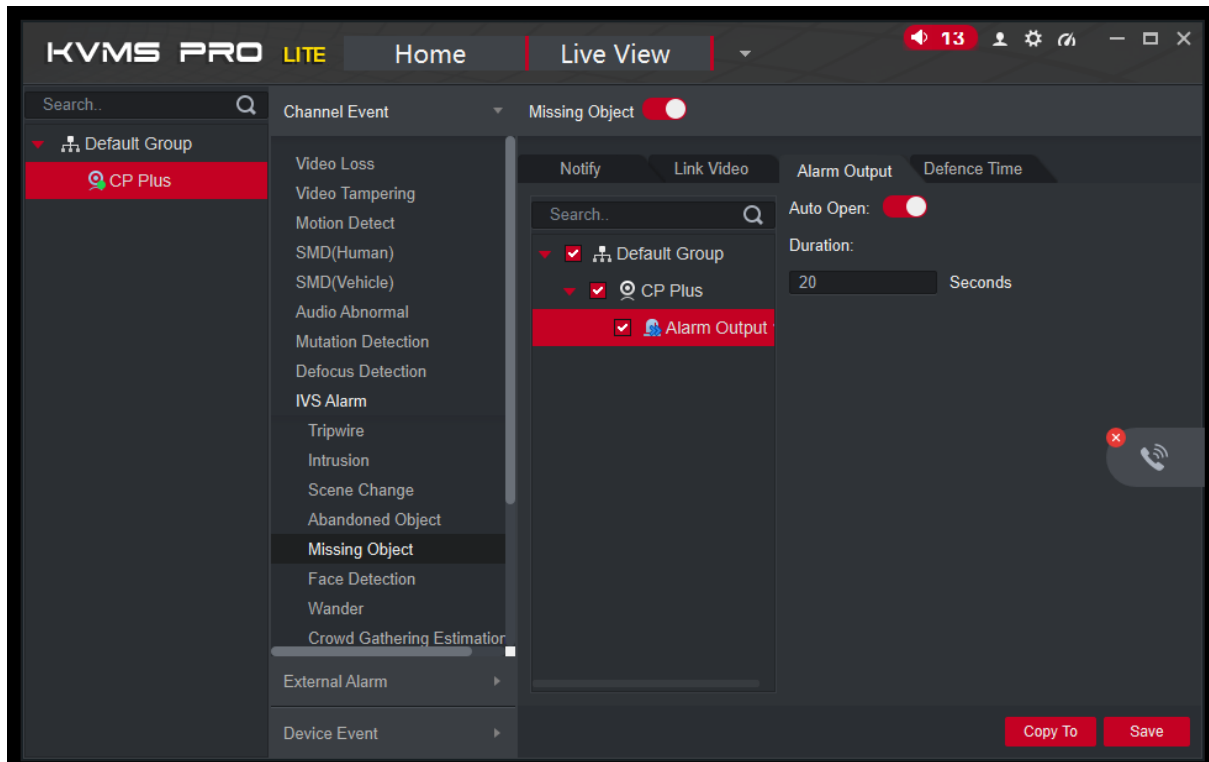 KVMS PRO LITE Home Live View 13
Search..
Default Group
CP Plus
Channel Event
Video Loss
Video Tampering
Motion Detect
SMD(Human)
SMD(Vehicle)
Audio Abnormal
Mutation Detection
Defocus Detection
IVS Alarm
Tripwire
Intrusion
Scene Change
Abandoned Object
Missing Object
Face Detection
Wander
Crowd Gathering Estimation
External Alarm
Device Event
Missing Object
Notify Link Video Alarm Output Defence Time
Search..
Default Group
CP Plus
Alarm Output
Auto Open:
Duration:
20 Seconds
Copy To Save